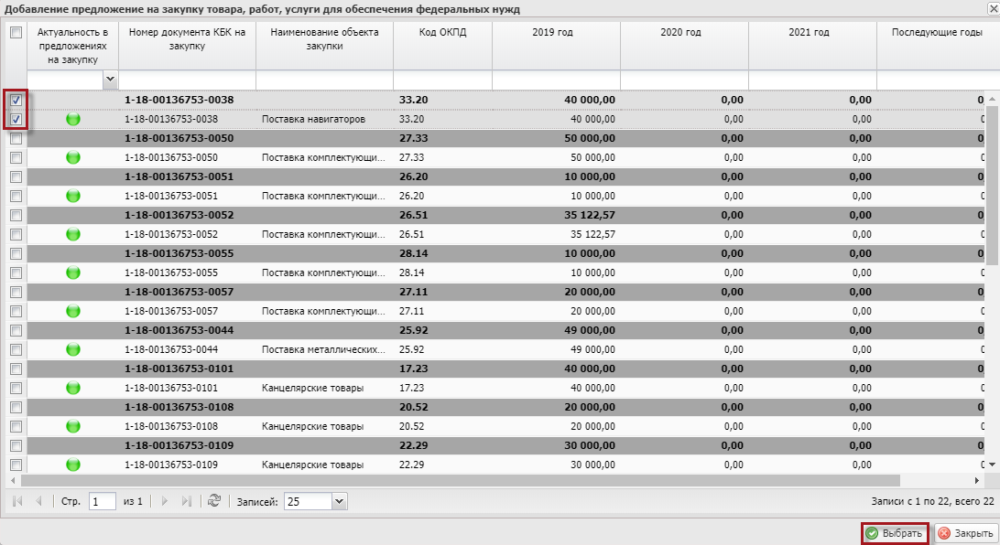 Добавление предложение на закупку товара, работ, услуги для обеспечения федеральных нужд
Актуальность в предложениях на закупку Номер документа КБК на закупку Наименование объекта закупки Код ОКПД 2019 год 2020 год 2021 год Последующие годы
1-18-00136753-0038 33.20 40 000,00 0,00 0,00 0
1-18-00136753-0038 Поставка навигаторов 33.20 40 000,00 0,00 0,00 0
1-18-00136753-0050 27.33 50 000,00 0,00 0,00 0
1-18-00136753-0050 Поставка комплектующи... 27.33 50 000,00 0,00 0,00 0
1-18-00136753-0051 26.20 10 000,00 0,00 0,00 0
1-18-00136753-0051 Поставка комплектующи... 26.20 10 000,00 0,00 0,00 0
1-18-00136753-0052 26.51 35 122,57 0,00 0,00 0
1-18-00136753-0052 Поставка комплектующи... 26.51 35 122,57 0,00 0,00 0
1-18-00136753-0055 28.14 10 000,00 0,00 0,00 0
1-18-00136753-0055 Поставка комплектующи... 28.14 10 000,00 0,00 0,00 0
1-18-00136753-0057 27.11 20 000,00 0,00 0,00 0
1-18-00136753-0057 Поставка комплектующи... 27.11 20 000,00 0,00 0,00 0
1-18-00136753-0044 25.92 49 000,00 0,00 0,00 0
1-18-00136753-0044 Поставка металлических... 25.92 49 000,00 0,00 0,00 0
1-18-00136753-0101 17.23 40 000,00 0,00 0,00 0
1-18-00136753-0101 Канцелярские товары 17.23 40 000,00 0,00 0,00 0
1-18-00136753-0108 20.52 20 000,00 0,00 0,00 0
1-18-00136753-0108 Канцелярские товары 20.52 20 000,00 0,00 0,00 0
1-18-00136753-0109 22.29 30 000,00 0,00 0,00 0
1-18-00136753-0109 Канцелярские товары 22.29 30 000,00 0,00 0,00 0
Стр. 1 из 1 Записей: 25 Записи с 1 по 22, всего 22
Выбрать Закрыть